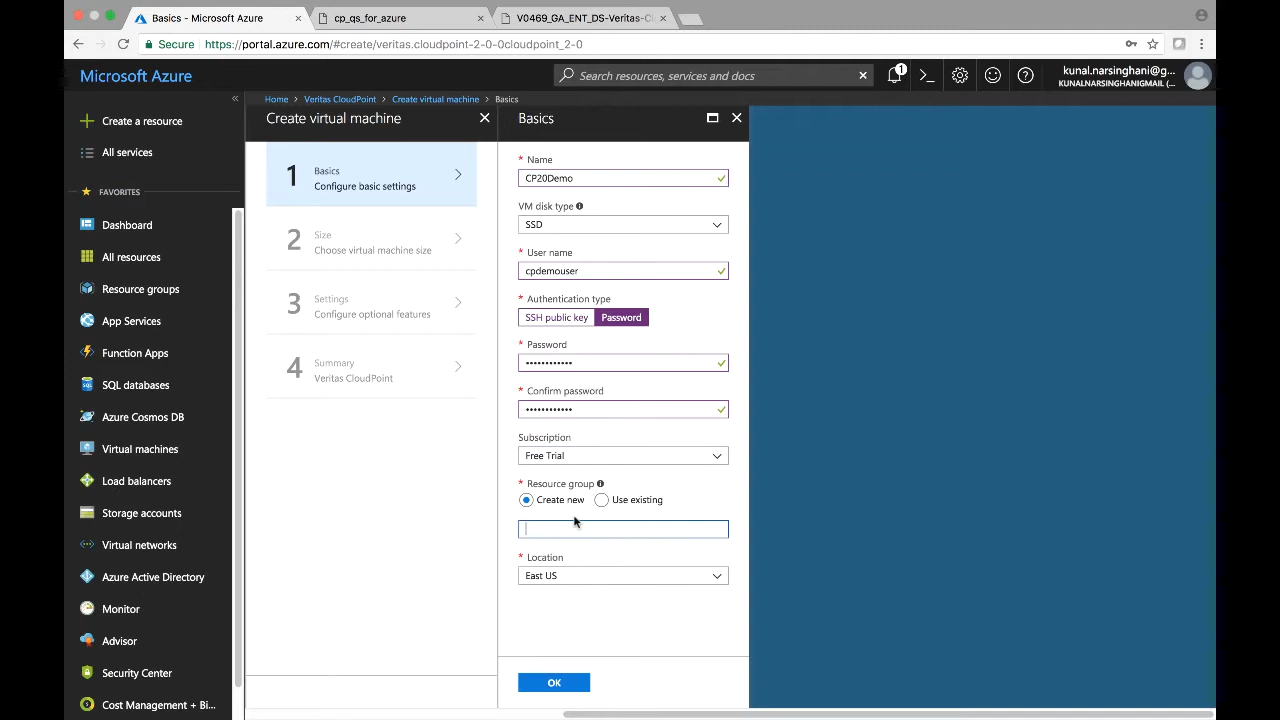 Basics - Microsoft Azure
cp_qs_for_azure
V0469_GA_ENT_DS-Veritas-Cl
Secure
https://portal.azure.com/#create/veritas.cloudpoint-2-0-0cloudpoint_2-0
Microsoft Azure
Search resources, services and docs
1
kunal.narsinghani@g...
KUNALNARSINGHANIGMAIL (...
Create a resource
All services
FAVORITES
Dashboard
All resources
Resource groups
App Services
Function Apps
SQL databases
Azure Cosmos DB
Virtual machines
Load balancers
Storage accounts
Virtual networks
Azure Active Directory
Monitor
Advisor
Security Center
Cost Management + Bi...
Home > Veritas CloudPoint > Create virtual machine > Basics
Create virtual machine
1
Basics
Configure basic settings
2
Size
Choose virtual machine size
3
Settings
Configure optional features
4
Summary
Veritas CloudPoint
Basics
* Name
CP20Demo
VM disk type
SSD
* User name
cpdemouser
* Authentication type
SSH public key Password
* Password
••••••••••••
* Confirm password
••••••••••••
Subscription
Free Trial
* Resource group
Create new Use existing
* Location
East US
OK